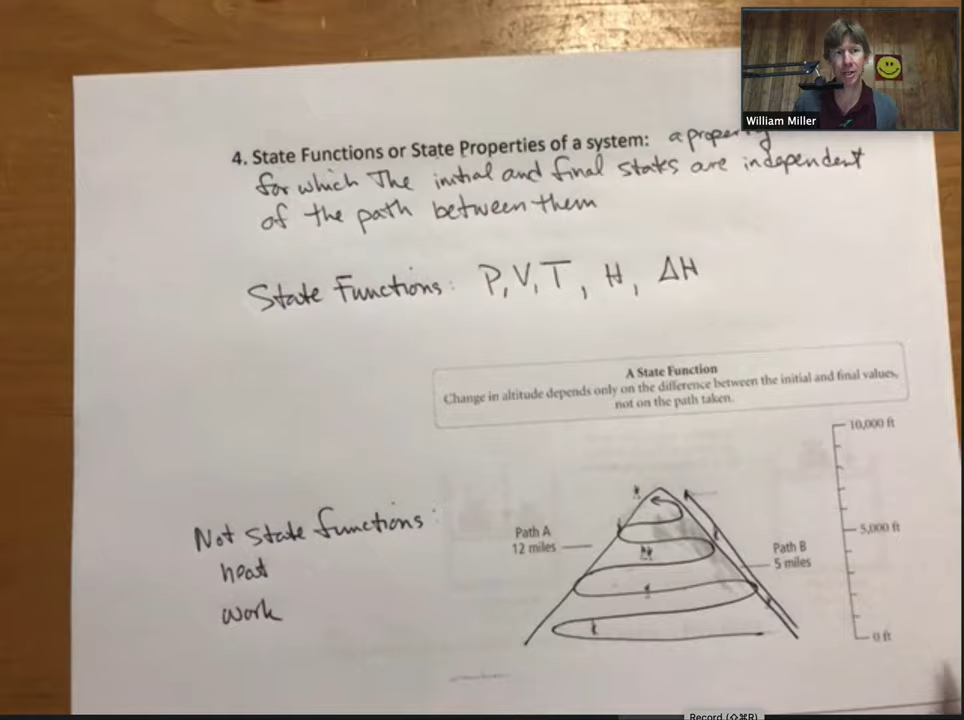 William Miller
4. State Functions or State Properties of a system: a property
for which The initial and final states are independent
of the path between them
State Functions: P, V, T, H, ΔH
A State Function
Change in altitude depends only on the difference between the initial and final values,
not on the path taken.
10,000 ft
Not State functions:
heat
work
Path A
12 miles
5,000 ft
Path B
5 miles
0 ft
Record (⇧⌘R)